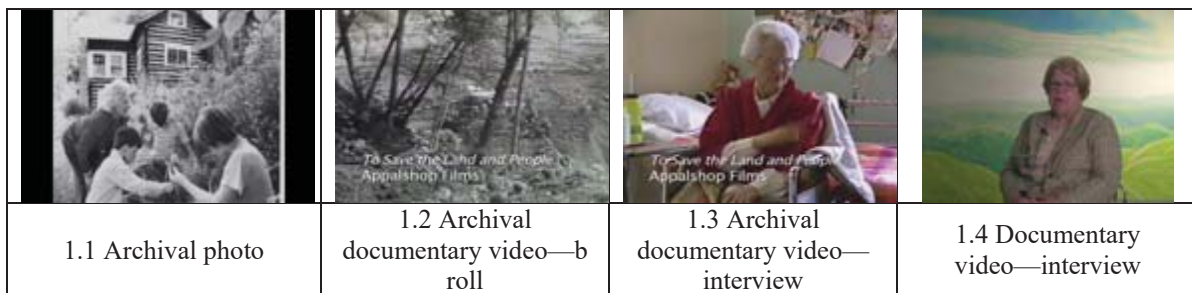 To Save the Land and People
Appalshop Films
To Save the Land and People
Appalshop Films
1.1 Archival photo
1.2 Archival
documentary video—b
roll
1.3 Archival
documentary video—
interview
1.4 Documentary
video—interview